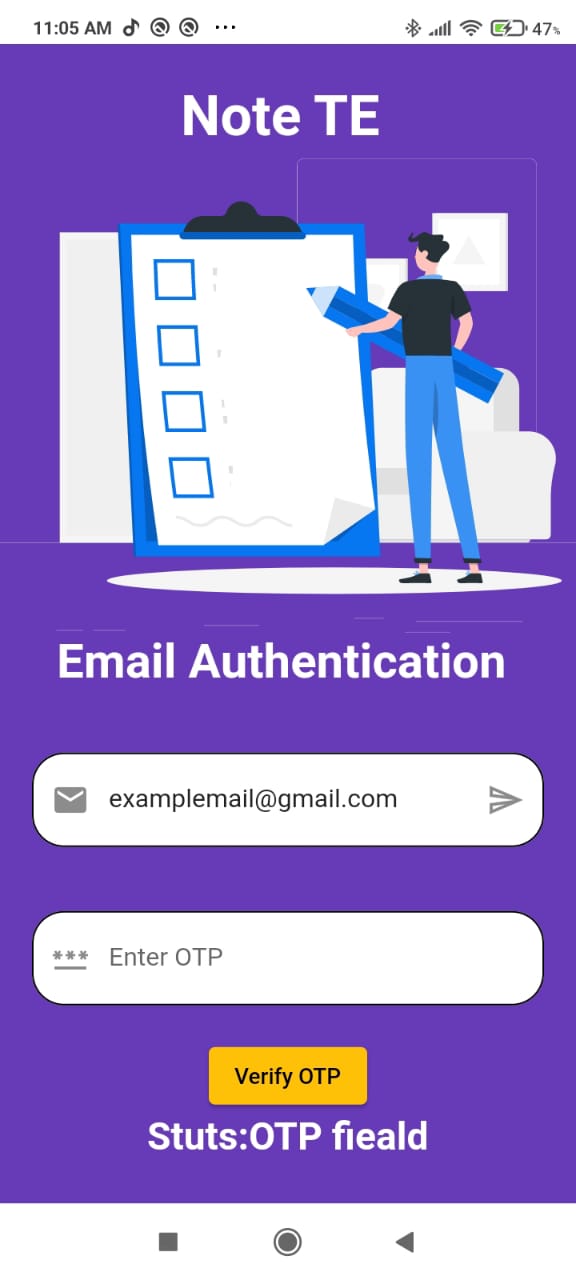 11:05 AM
47%
Note TE
Email Authentication
examplemail@gmail.com
*** Enter OTP
Verify OTP
Stuts:OTP fieald